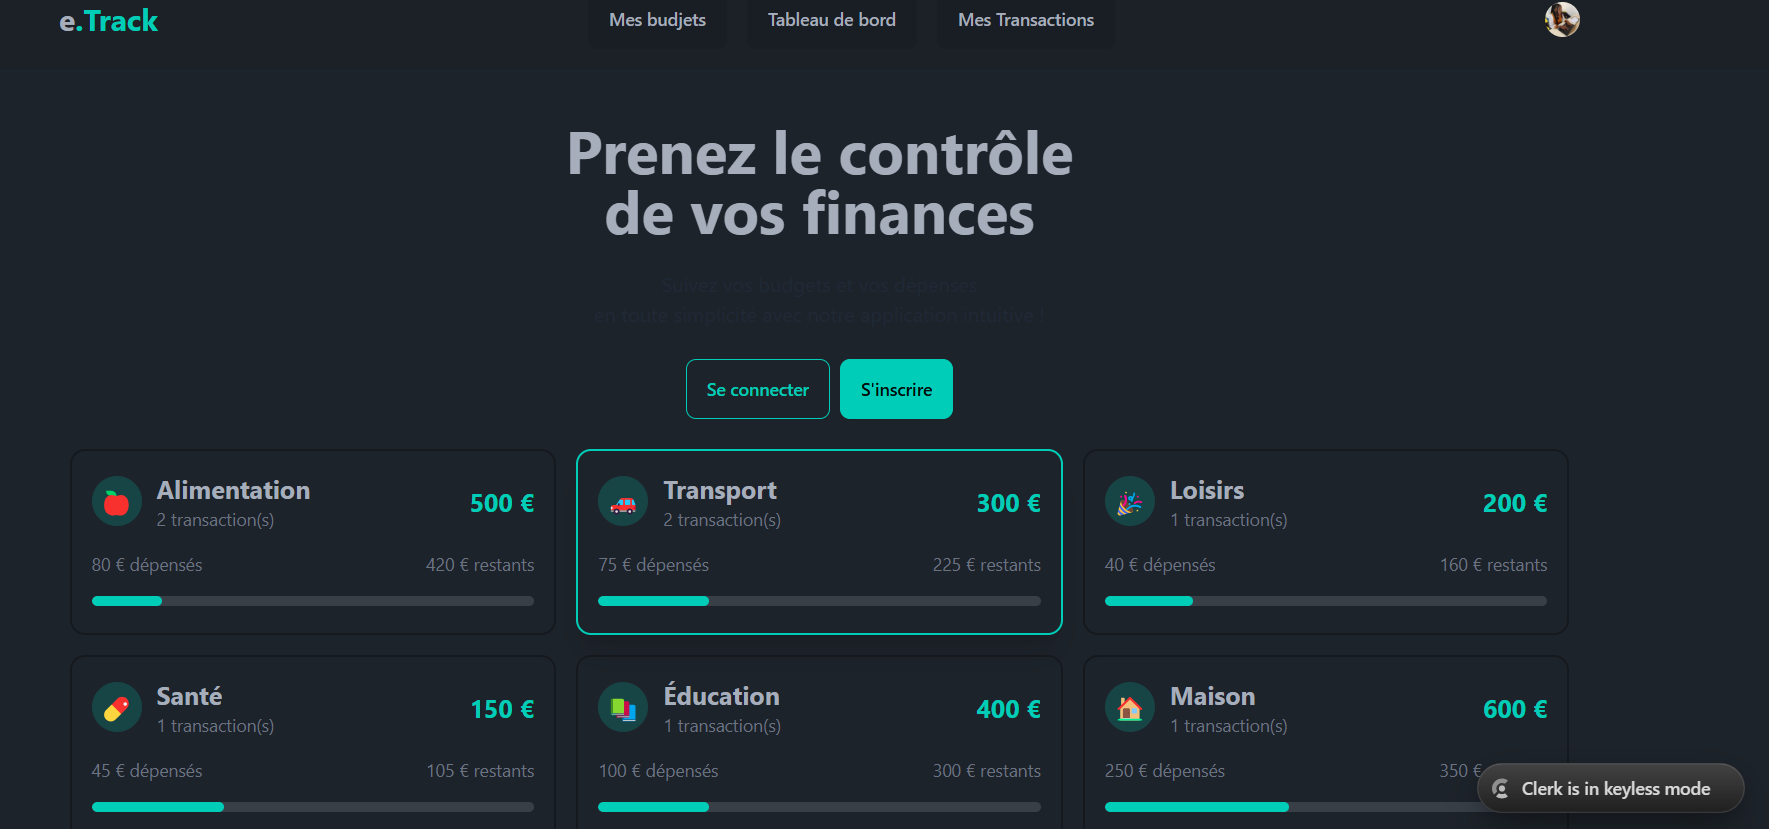 e.Track
Mes budjets
Tableau de bord
Mes Transactions
Prenez le contrôle
de vos finances
Suivez vos budgets et vos dépenses
en toute simplicité avec notre application intuitive !
Se connecter
S'inscrire
Alimentation
500 €
2 transaction(s)
80 € dépensés
420 € restants
Transport
300 €
2 transaction(s)
75 € dépensés
225 € restants
Loisirs
200 €
1 transaction(s)
40 € dépensés
160 € restants
Santé
150 €
1 transaction(s)
45 € dépensés
105 € restants
Éducation
400 €
1 transaction(s)
100 € dépensés
300 € restants
Maison
600 €
1 transaction(s)
250 € dépensés
350 €
Clerk is in keyless mode